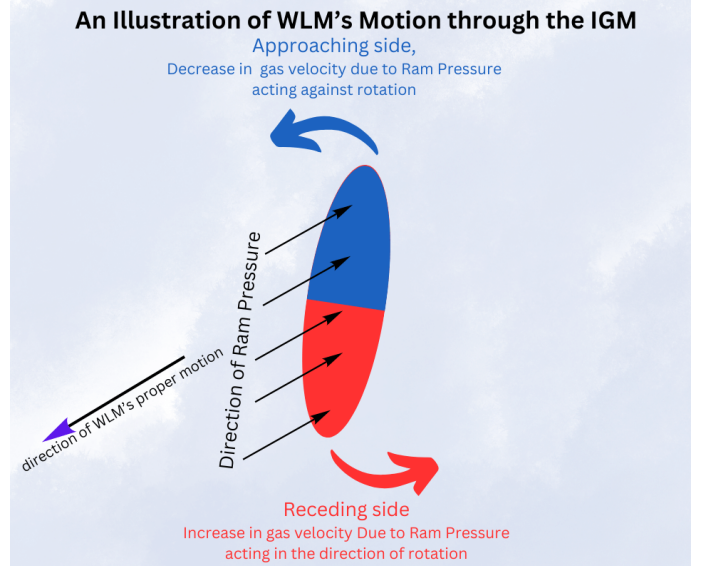 An Illustration of WLM's Motion through the IGM
Approaching side,
Decrease in gas velocity due to Ram Pressure
acting against rotation
Direction of Ram Pressure
direction of WLM's proper motion
Receding side
Increase in gas velocity Due to Ram Pressure
acting in the direction of rotation